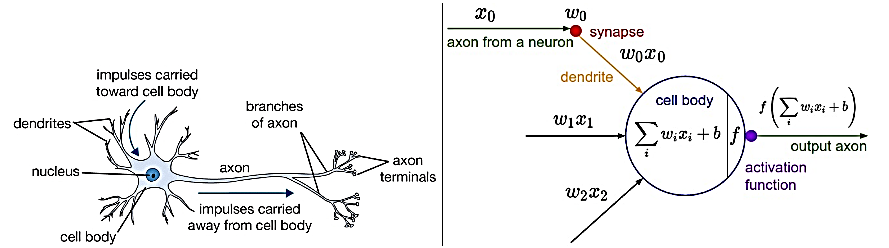 impulses carried
toward cell body
dendrites
nucleus
cell body
axon
impulses carried
away from cell body
branches
of axon
axon
terminals
x₀
w₀
synapse
axon from a neuron
w₀x₀
dendrite
cell body
w₁x₁
∑ᵢ wᵢxᵢ + b
f
f(∑ᵢ wᵢxᵢ + b)
output axon
activation
function
w₂x₂